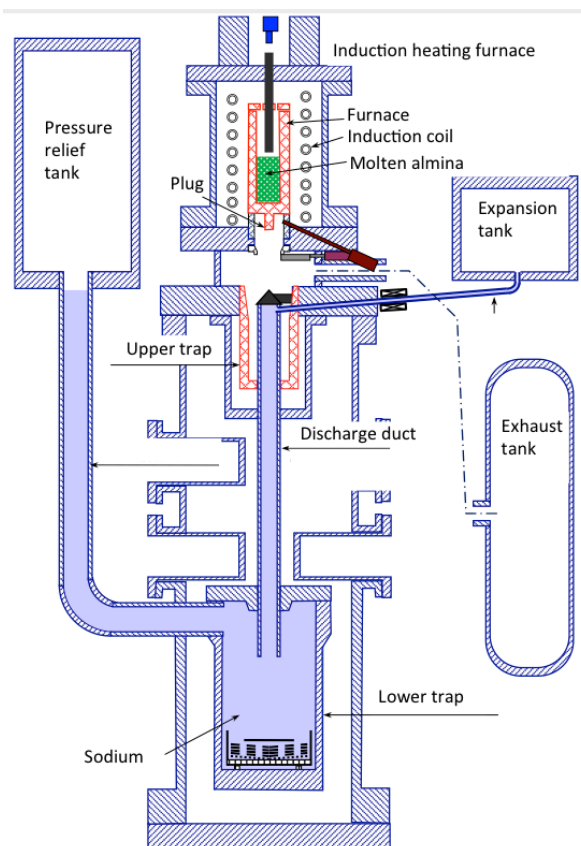 Induction heating furnace
Pressure
relief
tank
Furnace
Induction coil
Molten almina
Plug
Expansion
tank
Upper trap
Discharge duct
Exhaust
tank
Lower trap
Sodium